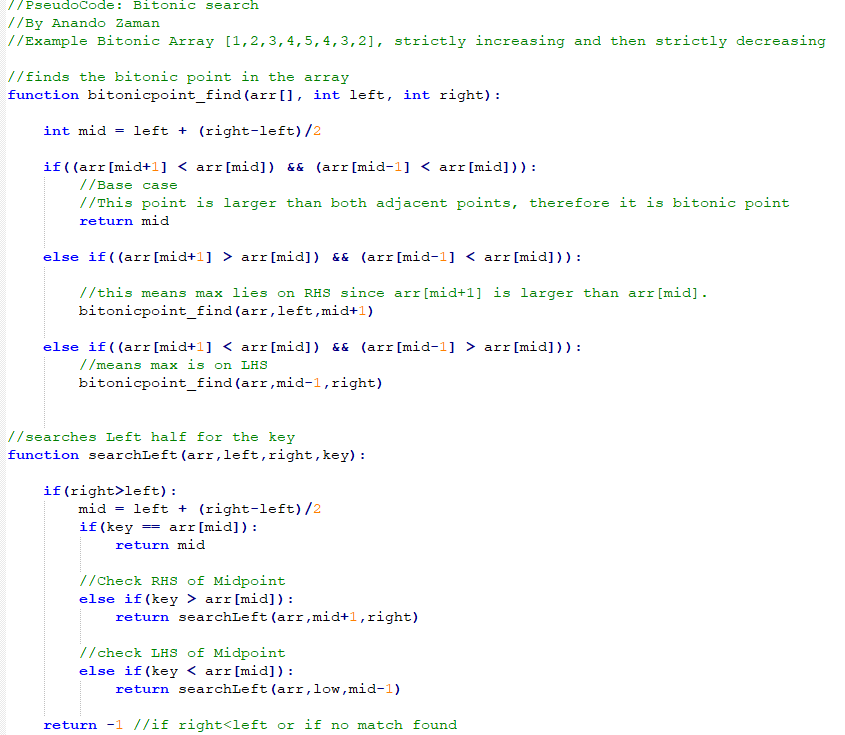 //PseudoCode: Bitonic search
//By Anando Zaman
//Example Bitonic Array [1,2,3,4,5,4,3,2], strictly increasing and then strictly decreasing
//finds the bitonic point in the array
function bitonicpoint_find(arr[], int left, int right):
int mid = left + (right-left)/2
if((arr[mid+1] < arr[mid]) && (arr[mid-1] < arr[mid])):
//Base case
//This point is larger than both adjacent points, therefore it is bitonic point
return mid
else if((arr[mid+1] > arr[mid]) && (arr[mid-1] < arr[mid])):
//this means max lies on RHS since arr[mid+1] is larger than arr[mid].
bitonicpoint_find(arr,left,mid+1)
else if((arr[mid+1] < arr[mid]) && (arr[mid-1] > arr[mid])):
//means max is on LHS
bitonicpoint_find(arr,mid-1,right)
//searches Left half for the key
function searchLeft(arr,left,right,key):
if(right>left):
mid = left + (right-left)/2
if(key == arr[mid]):
return mid
//Check RHS of Midpoint
else if(key > arr[mid]):
return searchLeft(arr,mid+1,right)
//check LHS of Midpoint
else if(key < arr[mid]):
return searchLeft(arr,low,mid-1)
return -1 //if right<left or if no match found